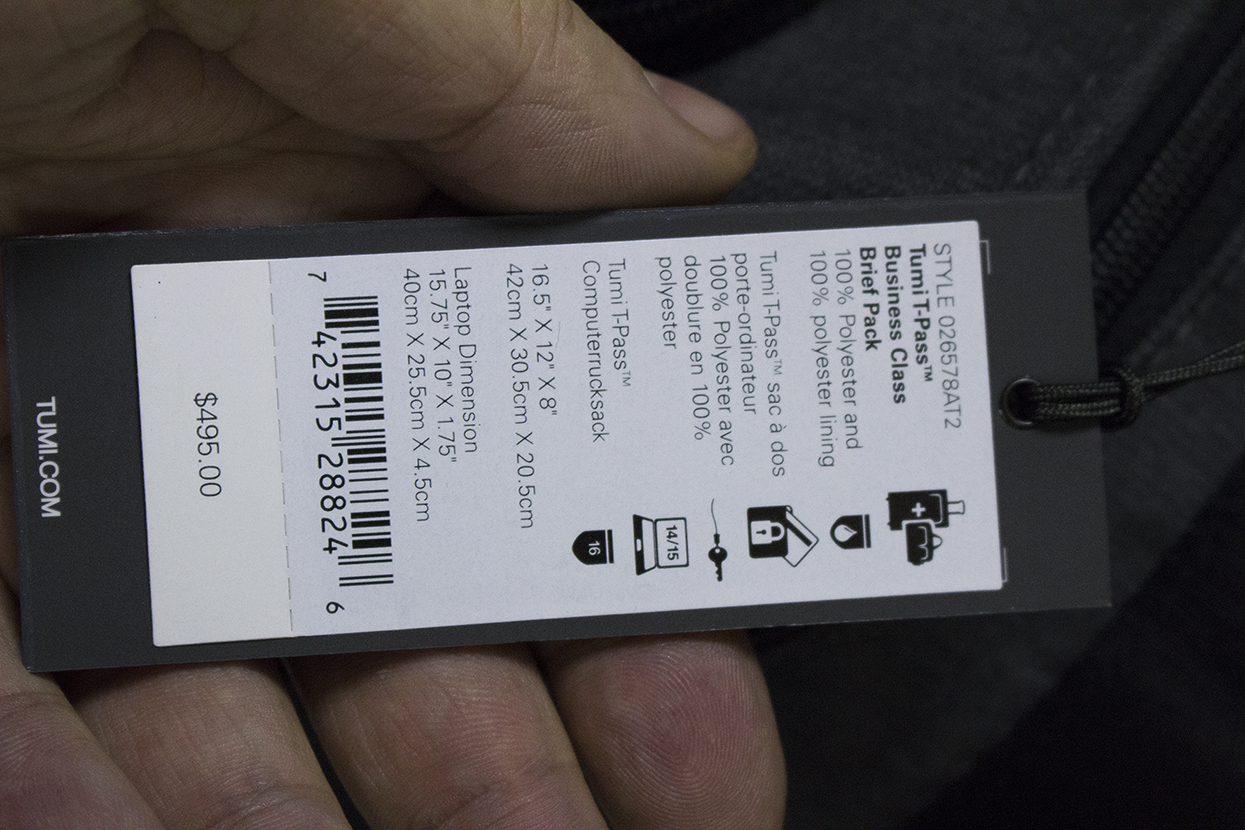 STYLE 026578AT2
Tumi T-Pass™
Business Class
Brief Pack
100% Polyester and
100% polyester lining
Tumi T-Pass™ sac à dos
porte-ordinateur
100% Polyester avec
doublure en 100%
polyester
Tumi T-Pass™
Computerrucksack
16.5" X 12" X 8"
42cm X 30.5cm X 20.5cm
Laptop Dimension
15.75" X 10" X 1.75"
40cm X 25.5cm X 4.5cm
14/15
16
7 42315 28824 6
$495.00
TUMI.COM